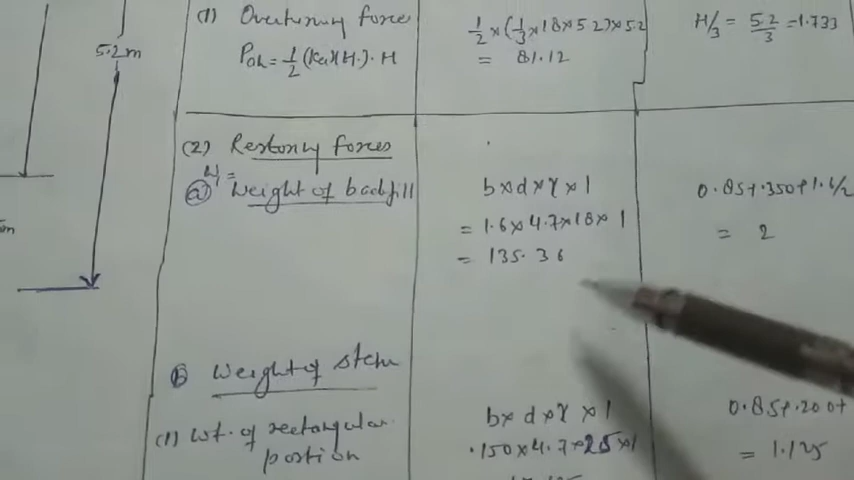 (1) Overturning forces
1/2 × (1/3 × 18 × 5.2) × 5.2
H/3 = 5.2/3 = 1.733
5.2m
Pah = 1/2 (Ka γ H.) · H
= 81.12
(2) Restoring forces
W1 =
(a) Weight of backfill
b × d × γ × 1
0.85 + .350 + 1.6/2
= 1.6 × 4.7 × 18 × 1
= 2
= 135.36
(b) Weight of stem
b × d × γ × 1
0.85 + .200 +
(1) wt. of rectangular
portion
.150 × 4.7 × 25 × 1
= 1.125